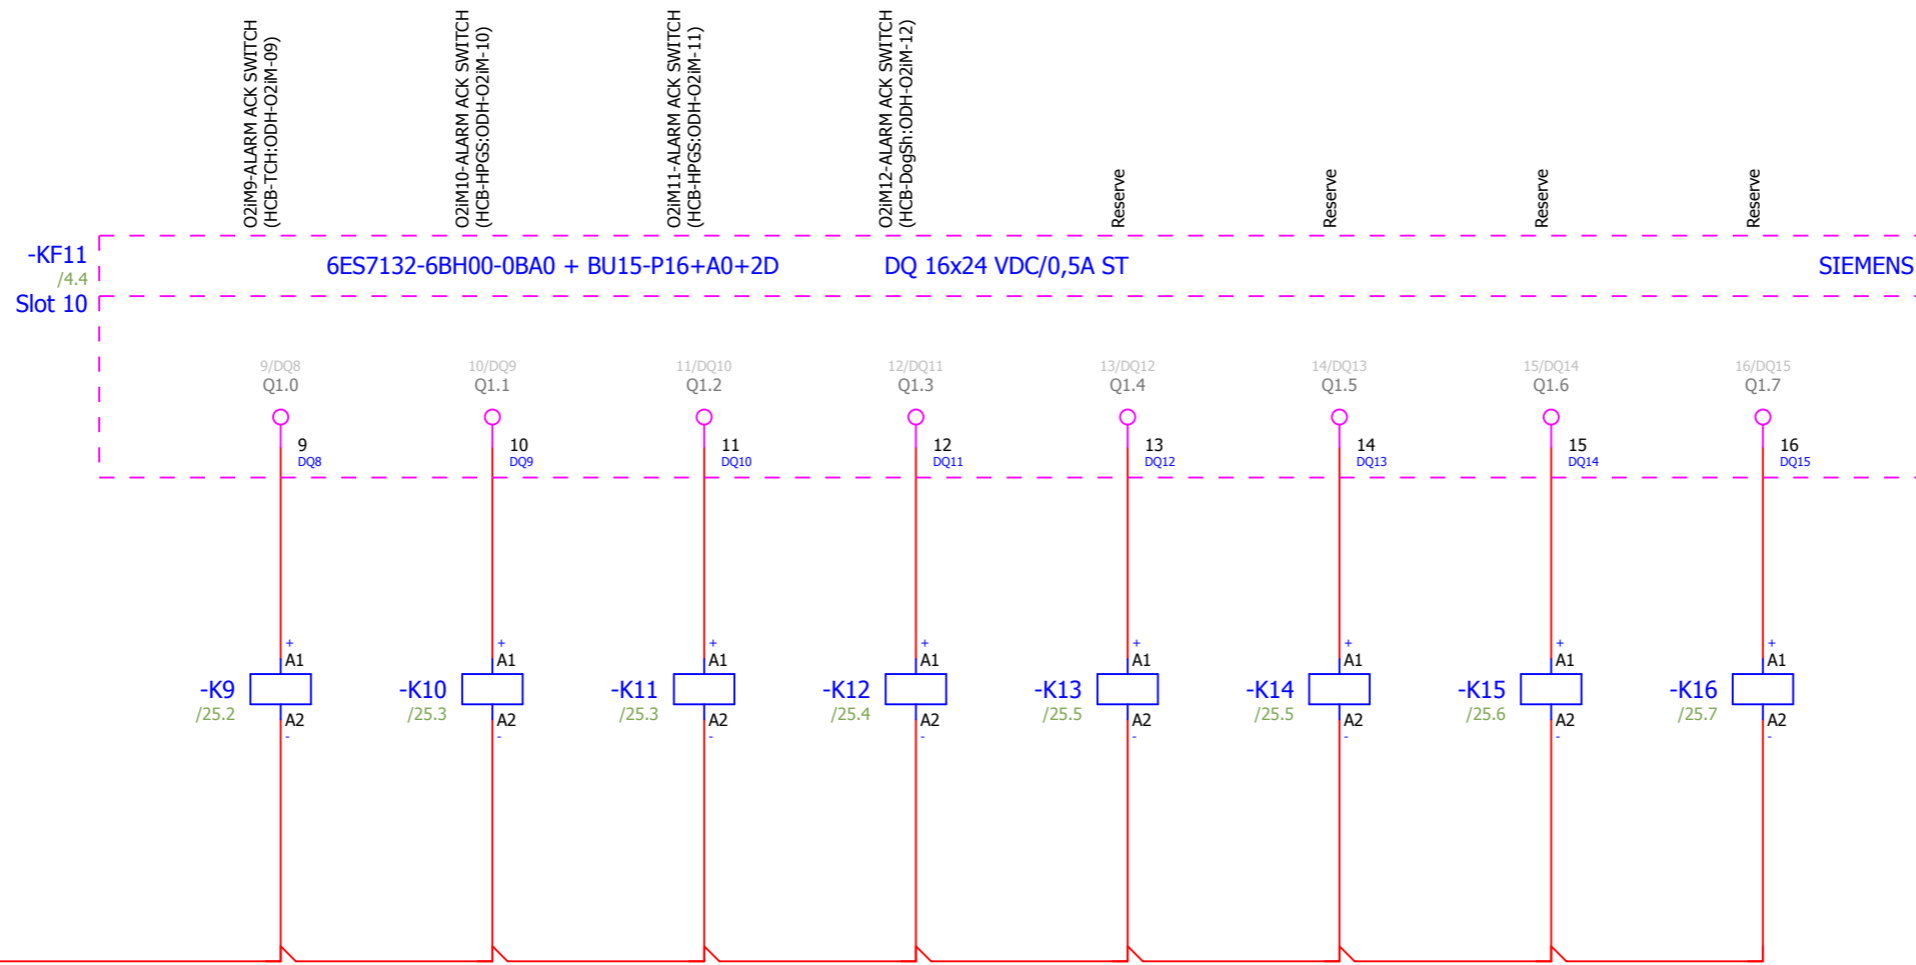 O2iM9-ALARM ACK SWITCH
(HCB-TCH:ODH-O2iM-09)
O2iM10-ALARM ACK SWITCH
(HCB-HPGS:ODH-O2iM-10)
O2iM11-ALARM ACK SWITCH
(HCB-HPGS:ODH-O2iM-11)
O2iM12-ALARM ACK SWITCH
(HCB-DogSh:ODH-O2iM-12)
Reserve
Reserve
Reserve
Reserve
-KF11
/4.4
Slot 10
6ES7132-6BH00-0BA0 + BU15-P16+A0+2D
DQ 16x24 VDC/0,5A ST
SIEMENS
9/DQ8
Q1.0
10/DQ9
Q1.1
11/DQ10
Q1.2
12/DQ11
Q1.3
13/DQ12
Q1.4
14/DQ13
Q1.5
15/DQ14
Q1.6
16/DQ15
Q1.7
9
DQ8
10
DQ9
11
DQ10
12
DQ11
13
DQ12
14
DQ13
15
DQ14
16
DQ15
+
A1
-K9
/25.2
A2
-
+
A1
-K10
/25.3
A2
-
+
A1
-K11
/25.3
A2
-
+
A1
-K12
/25.4
A2
-
+
A1
-K13
/25.5
A2
-
+
A1
-K14
/25.5
A2
-
+
A1
-K15
/25.6
A2
-
+
A1
-K16
/25.7
A2
-